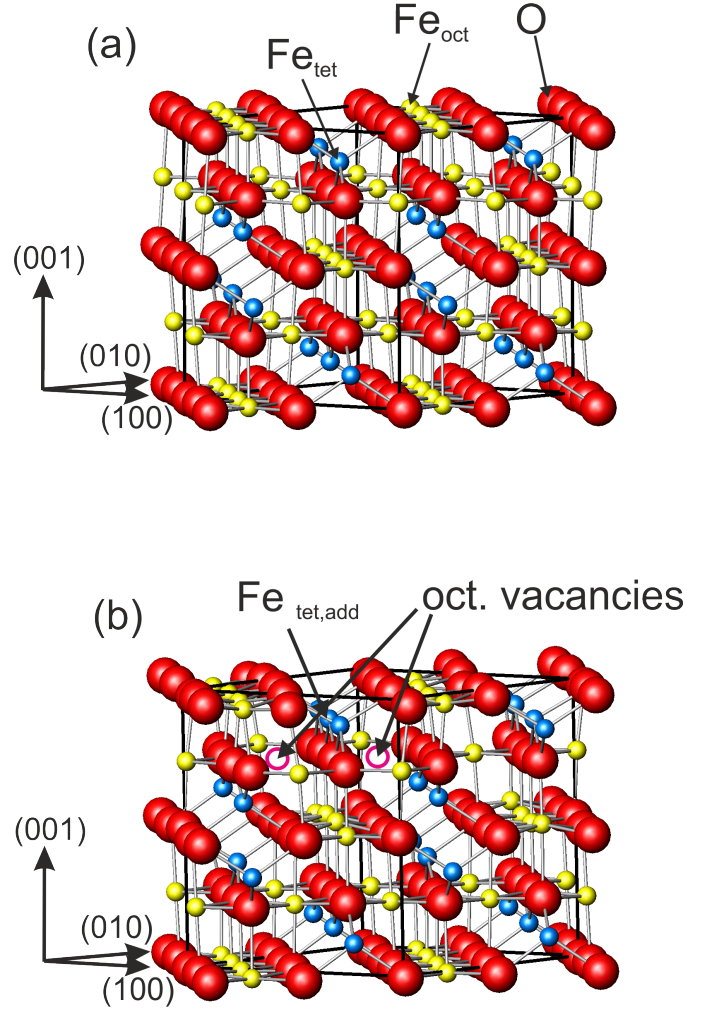 (a)
Fe_tet
Fe_oct
O
(001)
(010)
(100)
(b)
Fe tet,add
oct. vacancies
(001)
(010)
(100)